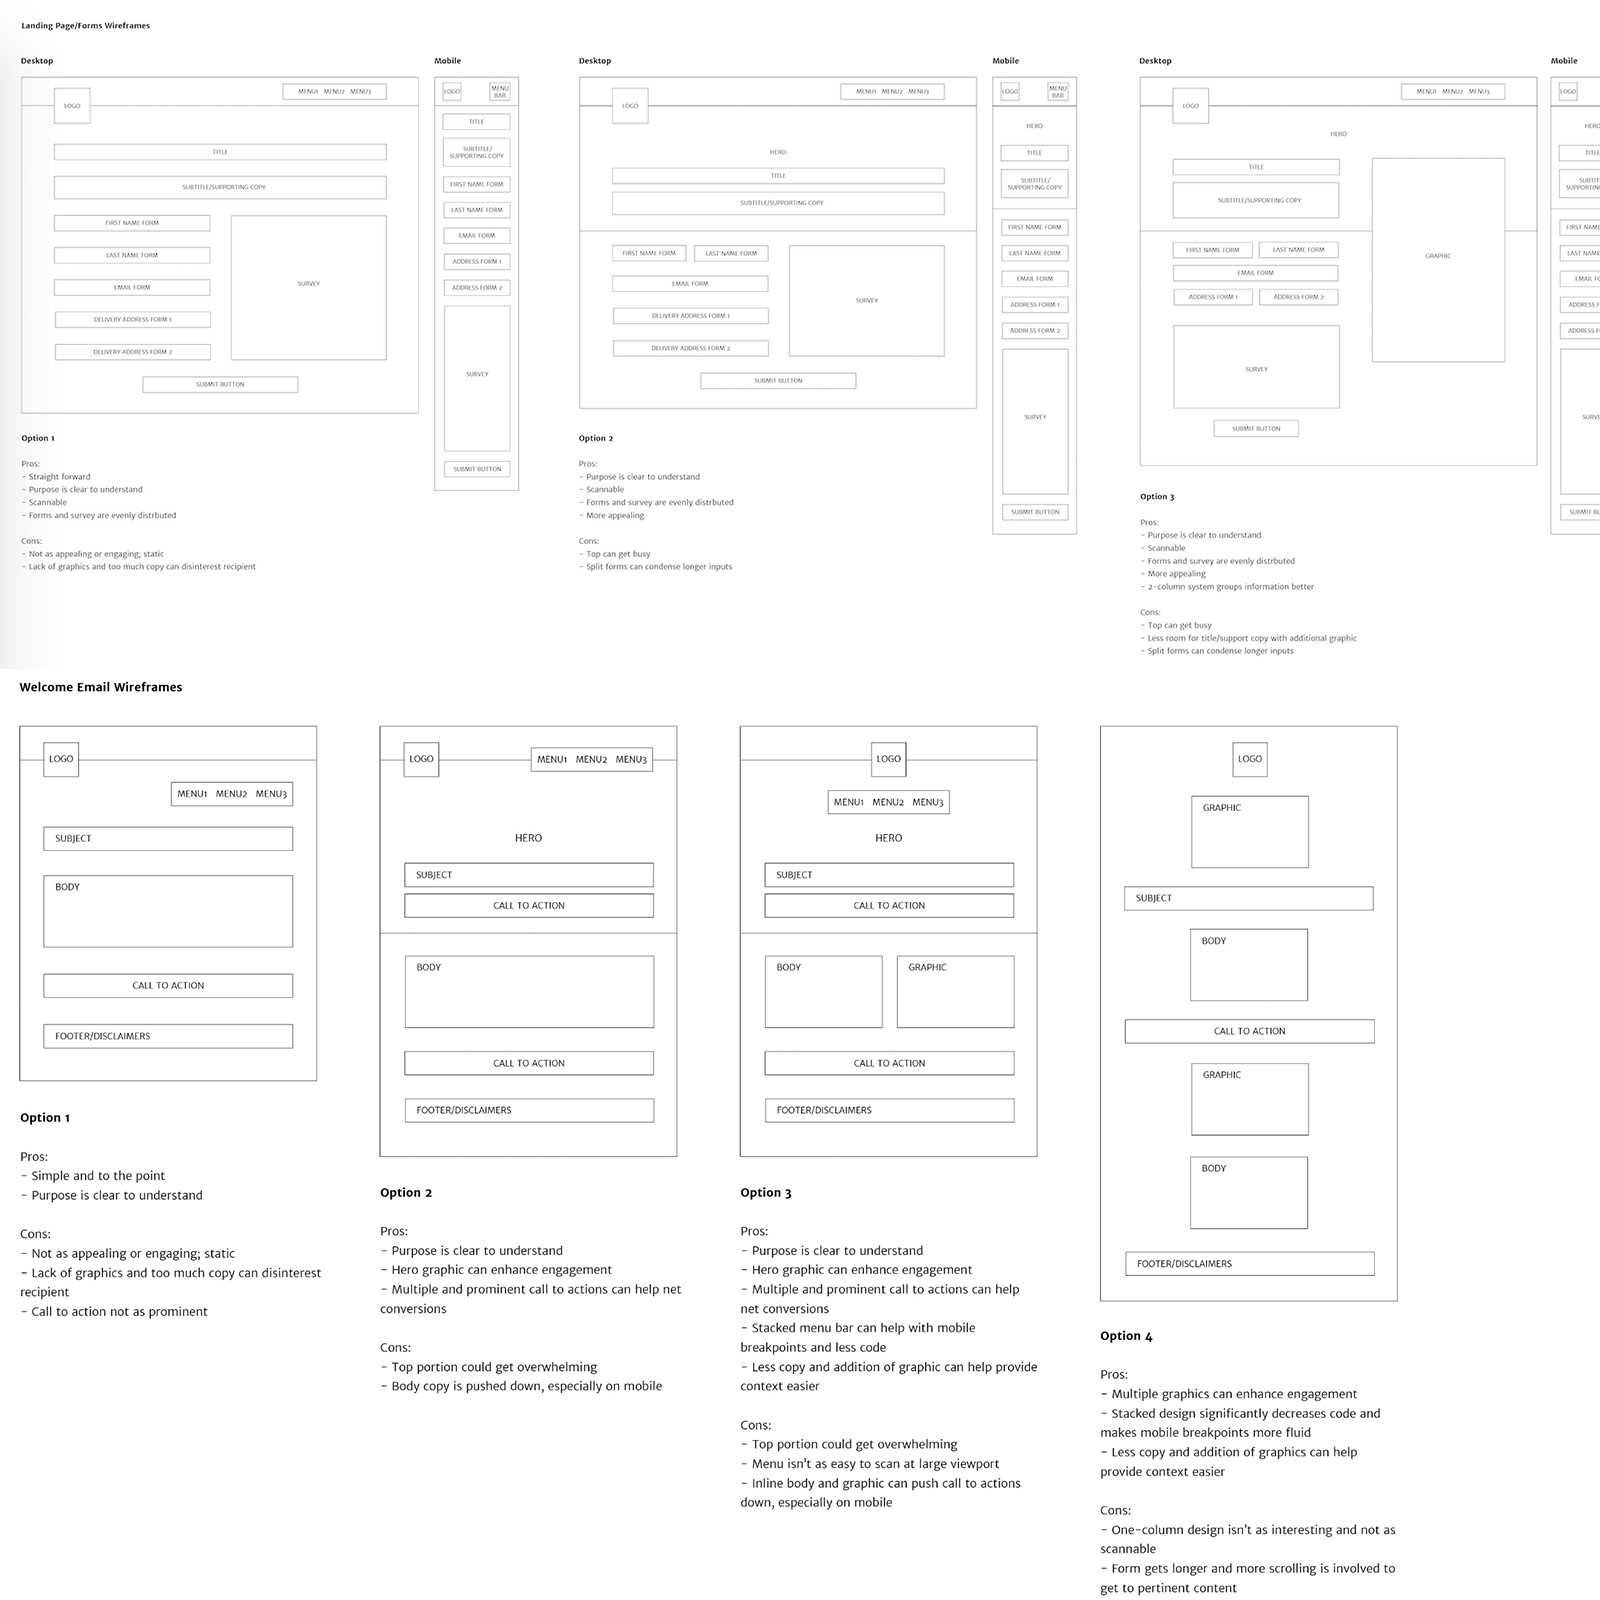 Landing Page/Forms Wireframes
Desktop
LOGO
MENU1 MENU2 MENU3
TITLE
SUBTITLE/SUPPORTING COPY
FIRST NAME FORM
LAST NAME FORM
EMAIL FORM
DELIVERY ADDRESS FORM 1
DELIVERY ADDRESS FORM 2
SURVEY
SUBMIT BUTTON
Mobile
LOGO
MENU
BAR
TITLE
SUBTITLE/
SUPPORTING COPY
FIRST NAME FORM
LAST NAME FORM
EMAIL FORM
ADDRESS FORM 1
ADDRESS FORM 2
SURVEY
SUBMIT BUTTON
Option 1
Pros:
- Straight forward
- Purpose is clear to understand
- Scannable
- Forms and survey are evenly distrbuted
Cons:
- Not as appealing or engaging; static
- Lack of graphics and too much copy can disinterest recipient
Desktop
LOGO
MENU1 MENU2 MENU3
HERO
TITLE
SUBTITLE/SUPPORTING COPY
FIRST NAME FORM
LAST NAME FORM
EMAIL FORM
DELIVERY ADDRESS FORM 1
DELIVERY ADDRESS FORM 2
SURVEY
SUBMIT BUTTON
Mobile
LOGO
MENU
BAR
HERO
TITLE
SUBTITLE/
SUPPORTING COPY
FIRST NAME FORM
LAST NAME FORM
EMAIL FORM
ADDRESS FORM 1
ADDRESS FORM 2
SURVEY
SUBMIT BUTTON
Option 2
Pros:
- Purpose is clear to understand
- Scannable
- Forms and survey are evenly distrbuted
- More appealing
Cons:
- Top can get busy
- Split forms can condense longer inputs
Desktop
LOGO
MENU1 MENU2 MENU3
HERO
TITLE
SUBTITLE/SUPPORTING COPY
FIRST NAME FORM
LAST NAME FORM
EMAIL FORM
ADDRESS FORM 1
ADDRESS FORM 2
GRAPHIC
SURVEY
SUBMIT BUTTON
Mobile
LOGO
FIRST
LAST NAME
EMAIL
ADDRESS
ADDRESS
SUBMIT
Option 3
Pros:
- Purpose is clear to understand
- Scannable
- Forms and survey are evenly distrbuted
- More appealing
- 2-column system groups information better
Cons:
- Top can get busy
- Less room for title/support copy with additional graphic
- Split forms can condense longer inputs
Welcome Email Wireframes
LOGO
MENU1 MENU2 MENU3
SUBJECT
BODY
CALL TO ACTION
FOOTER/DISCLAIMERS
Option 1
Pros:
- Simple and to the point
- Purpose is clear to understand
Cons:
- Not as appealing or engaging; static
- Lack of graphics and too much copy can disinterest
recipient
- Call to action not as prominent
LOGO
MENU1 MENU2 MENU3
HERO
SUBJECT
CALL TO ACTION
BODY
CALL TO ACTION
FOOTER/DISCLAIMERS
Option 2
Pros:
- Purpose is clear to understand
- Hero graphic can enhance engagement
- Multiple and prominent call to actions can help net
conversions
Cons:
- Top portion could get overwhelming
- Body copy is pushed down, especially on mobile
LOGO
MENU1 MENU2 MENU3
HERO
SUBJECT
CALL TO ACTION
BODY
GRAPHIC
CALL TO ACTION
FOOTER/DISCLAIMERS
Option 3
Pros:
- Purpose is clear to understand
- Hero graphic can enhance engagement
- Multiple and prominent call to actions can help
net conversions
- Stacked menu bar can help with mobile
breakpoints and less code
- Less copy and addition of graphic can help provide
context easier
Cons:
- Top portion could get overwhelming
- Menu isn't as easy to scan at large viewport
- Inline body and graphic can push call to actions
down, especially on mobile
LOGO
GRAPHIC
SUBJECT
BODY
CALL TO ACTION
GRAPHIC
BODY
FOOTER/DISCLAIMERS
Option 4
Pros:
- Multiple graphics can enhance engagement
- Stacked design significantly decreases code and
makes mobile breakpoints more fluid
- Less copy and addition of graphics can help
provide context easier
Cons:
- One-column design isn't as interesting and not as
scannable
- Form gets longer and more scrolling is involved to
get to pertinent content